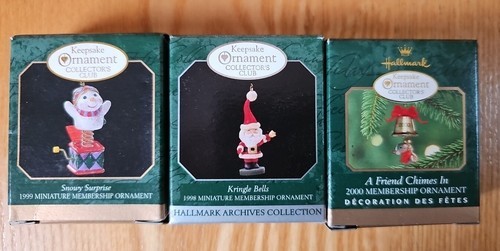 Keepsake
Ornament
COLLECTOR'S
CLUB
Snowy Surprise
1999 MINIATURE MEMBERSHIP ORNAMENT
Keepsake
Ornament
COLLECTOR'S
CLUB
Kringle Bells
1998 MINIATURE MEMBERSHIP ORNAMENT
HALLMARK ARCHIVES COLLECTION
Hallmark
Keepsake
Ornament
COLLECTOR'S
CLUB
A Friend Chimes In
2000 MEMBERSHIP ORNAMENT
DÉCORATION DES FÊTES